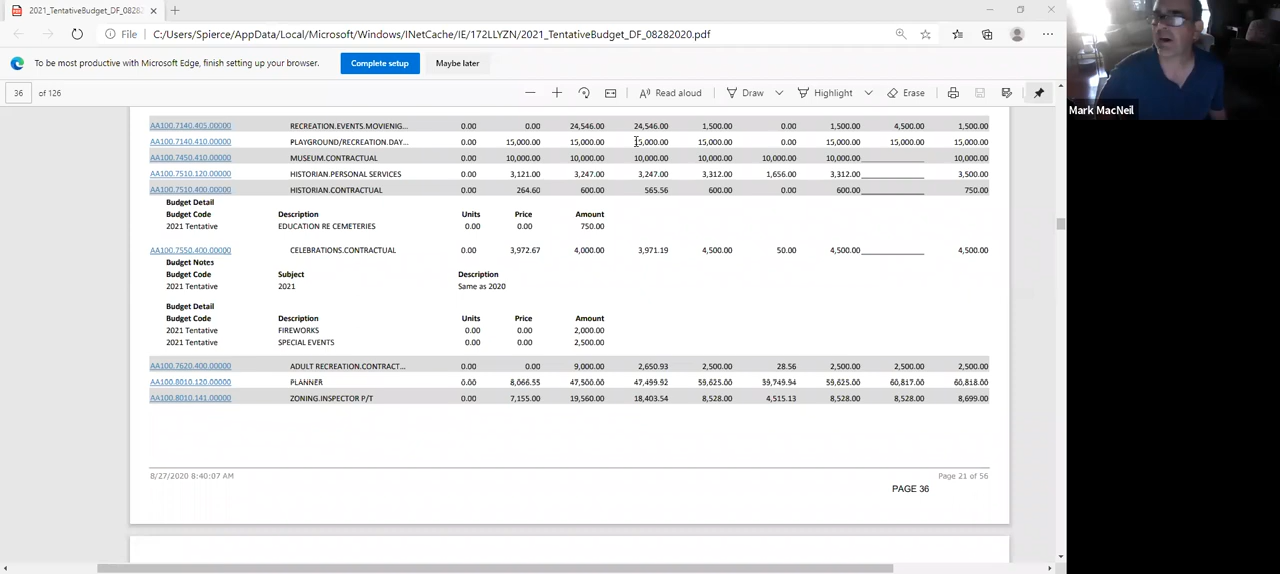 2021_TentativeBudget_DF_0828
File C:/Users/Spierce/AppData/Local/Microsoft/Windows/INetCache/IE/172LLYZN/2021_TentativeBudget_DF_08282020.pdf
To be most productive with Microsoft Edge, finish setting up your browser. Complete setup Maybe later
36 of 126 Read aloud Draw Highlight Erase
Mark MacNeil
AA100.7140.405.00000 RECREATION.EVENTS.MOVIENIG... 0.00 0.00 24,546.00 24,546.00 1,500.00 0.00 1,500.00 4,500.00 1,500.00
AA100.7140.410.00000 PLAYGROUND/RECREATION.DAY... 0.00 15,000.00 15,000.00 15,000.00 15,000.00 0.00 15,000.00 15,000.00 15,000.00
AA100.7450.410.00000 MUSEUM.CONTRACTUAL 0.00 10,000.00 10,000.00 10,000.00 10,000.00 10,000.00 10,000.00 10,000.00
AA100.7510.120.00000 HISTORIAN.PERSONAL SERVICES 0.00 3,121.00 3,247.00 3,247.00 3,312.00 1,656.00 3,312.00 3,500.00
AA100.7510.400.00000 HISTORIAN.CONTRACTUAL 0.00 264.60 600.00 565.56 600.00 0.00 600.00 750.00
Budget Detail
Budget Code Description Units Price Amount
2021 Tentative EDUCATION RE CEMETERIES 0.00 0.00 750.00
AA100.7550.400.00000 CELEBRATIONS.CONTRACTUAL 0.00 3,972.67 4,000.00 3,971.19 4,500.00 50.00 4,500.00 4,500.00
Budget Notes
Budget Code Subject Description
2021 Tentative 2021 Same as 2020
Budget Detail
Budget Code Description Units Price Amount
2021 Tentative FIREWORKS 0.00 0.00 2,000.00
2021 Tentative SPECIAL EVENTS 0.00 0.00 2,500.00
AA100.7620.400.00000 ADULT RECREATION.CONTRACT... 0.00 0.00 9,000.00 2,650.93 2,500.00 28.56 2,500.00 2,500.00 2,500.00
AA100.8010.120.00000 PLANNER 0.00 8,066.55 47,500.00 47,499.92 59,625.00 39,749.94 59,625.00 60,817.00 60,818.00
AA100.8010.141.00000 ZONING.INSPECTOR P/T 0.00 7,155.00 19,560.00 18,403.54 8,528.00 4,515.13 8,528.00 8,528.00 8,699.00
8/27/2020 8:40:07 AM Page 21 of 56
PAGE 36